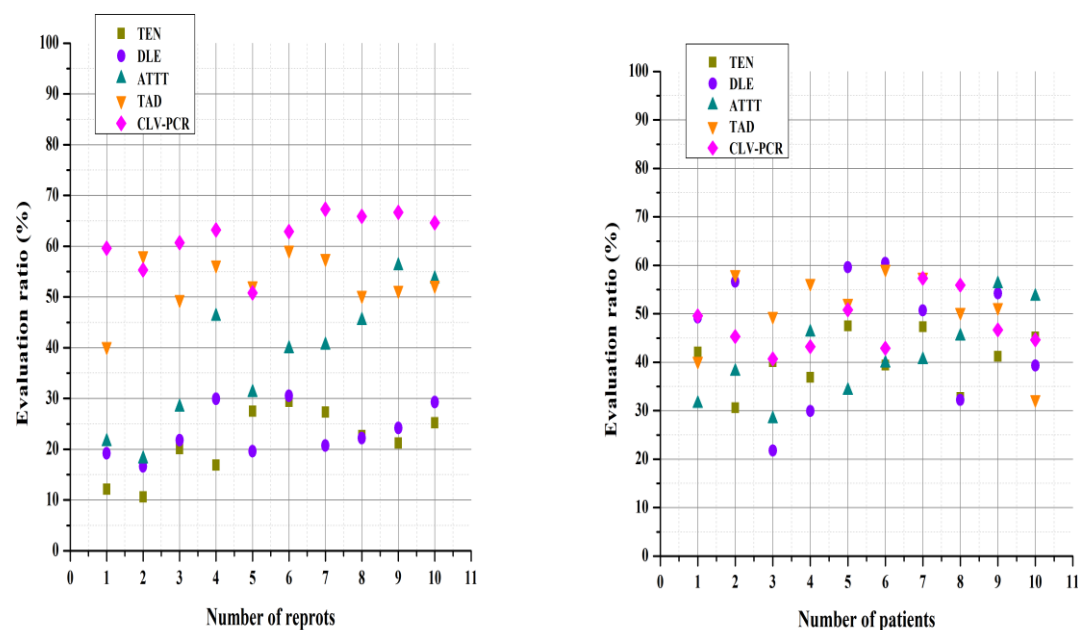 TEN
DLE
ATTT
TAD
CLV-PCR
100
90
80
70
60
50
40
30
20
10
0
Evaluation ratio (%)
0 1 2 3 4 5 6 7 8 9 10 11
Number of reprots
TEN
DLE
ATTT
TAD
CLV-PCR
100
90
80
70
60
50
40
30
20
10
0
Evaluation ratio (%)
0 1 2 3 4 5 6 7 8 9 10 11
Number of patients